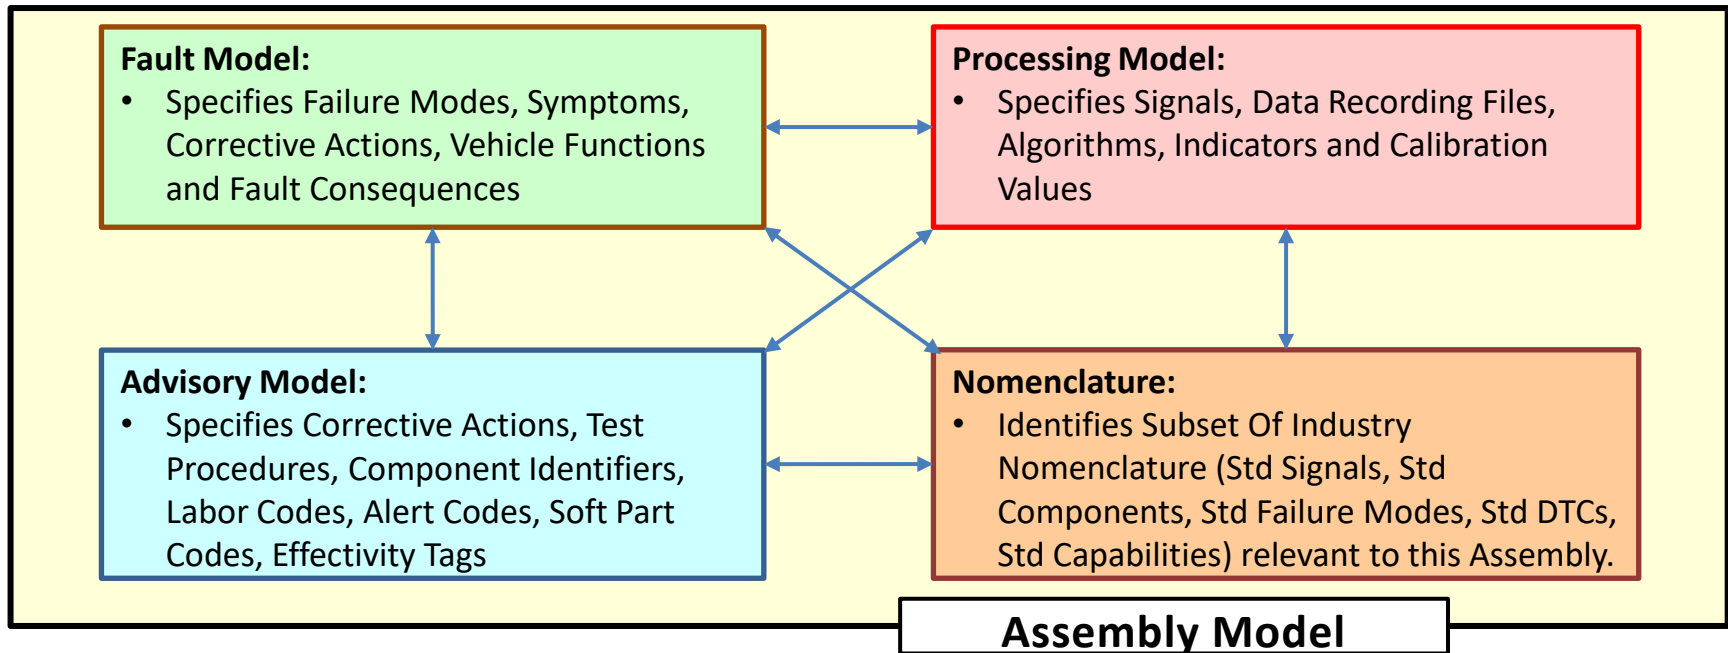 Fault Model:
• Specifies Failure Modes, Symptoms,
Corrective Actions, Vehicle Functions
and Fault Consequences
Processing Model:
• Specifies Signals, Data Recording Files,
Algorithms, Indicators and Calibration
Values
Advisory Model:
• Specifies Corrective Actions, Test
Procedures, Component Identifiers,
Labor Codes, Alert Codes, Soft Part
Codes, Effectivity Tags
Nomenclature:
• Identifies Subset Of Industry
Nomenclature (Std Signals, Std
Components, Std Failure Modes, Std DTCs,
Std Capabilities) relevant to this Assembly.
Assembly Model